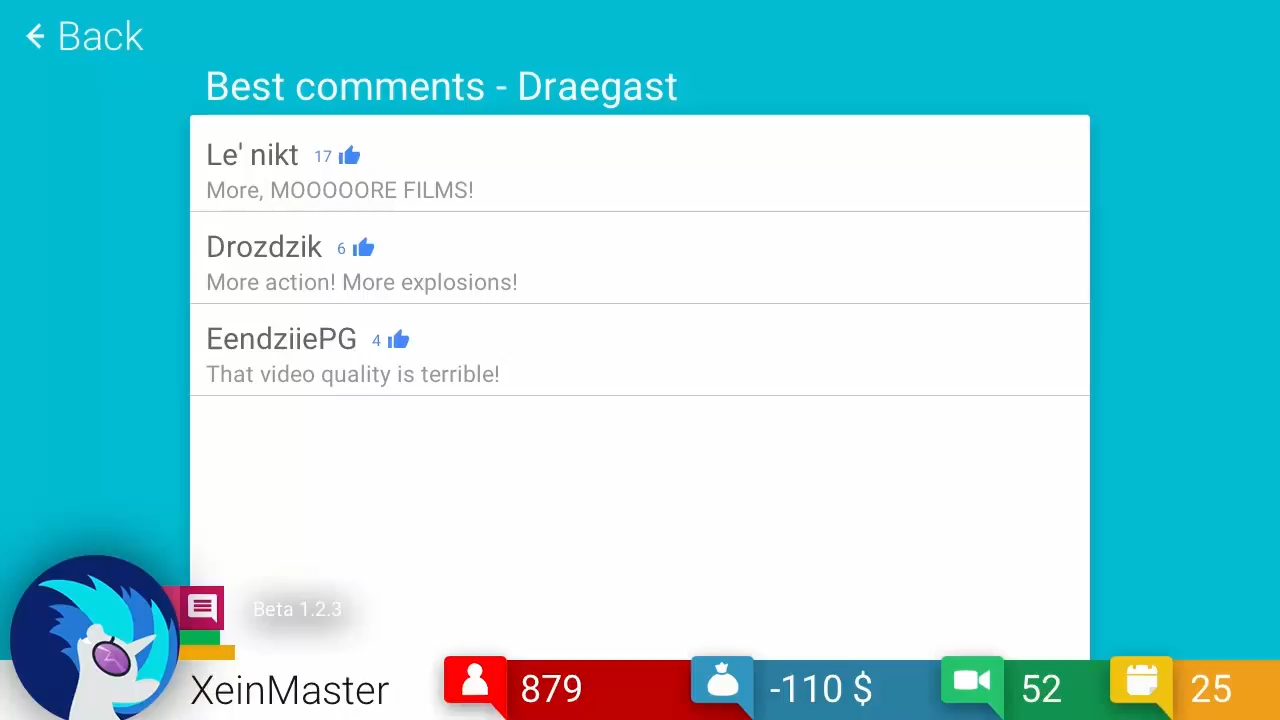 Back
Best comments - Draegast
Le' nikt 17
More, MOOOOORE FILMS!
Drozdzik 6
More action! More explosions!
EendziiePG 4
That video quality is terrible!
Beta 1.2.3
XeinMaster 879 -110 $ 52 25